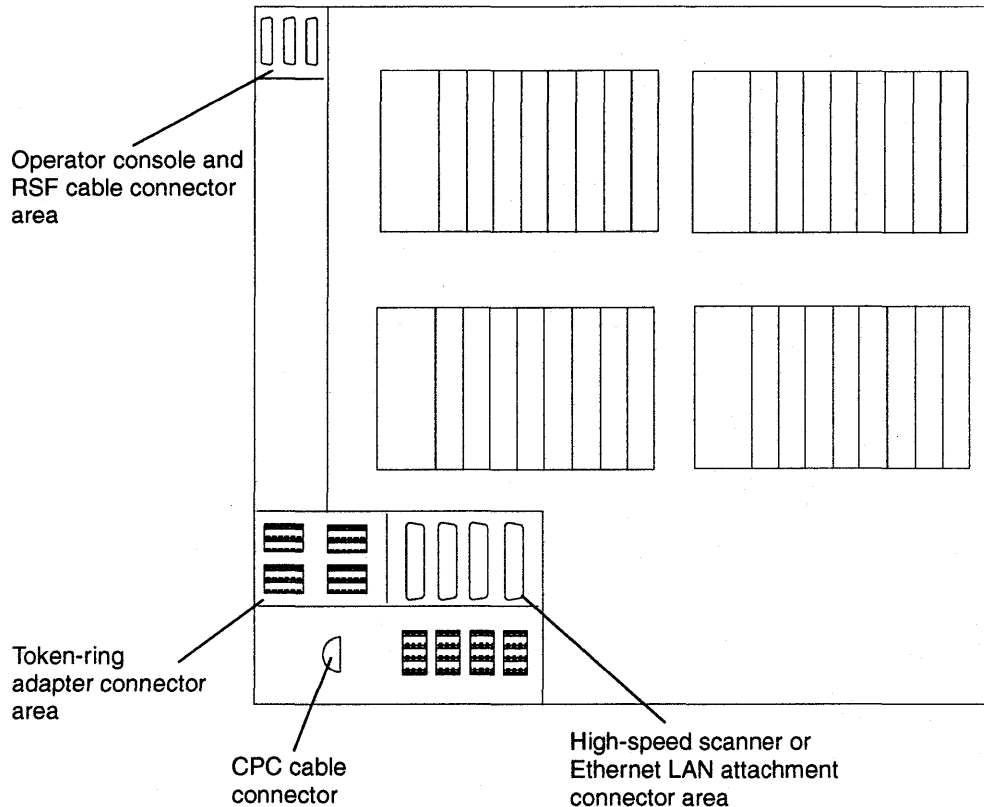 Operator console and
RSF cable connector
area
Token-ring
adapter connector
area
CPC cable
connector
High-speed scanner or
Ethernet LAN attachment
connector area